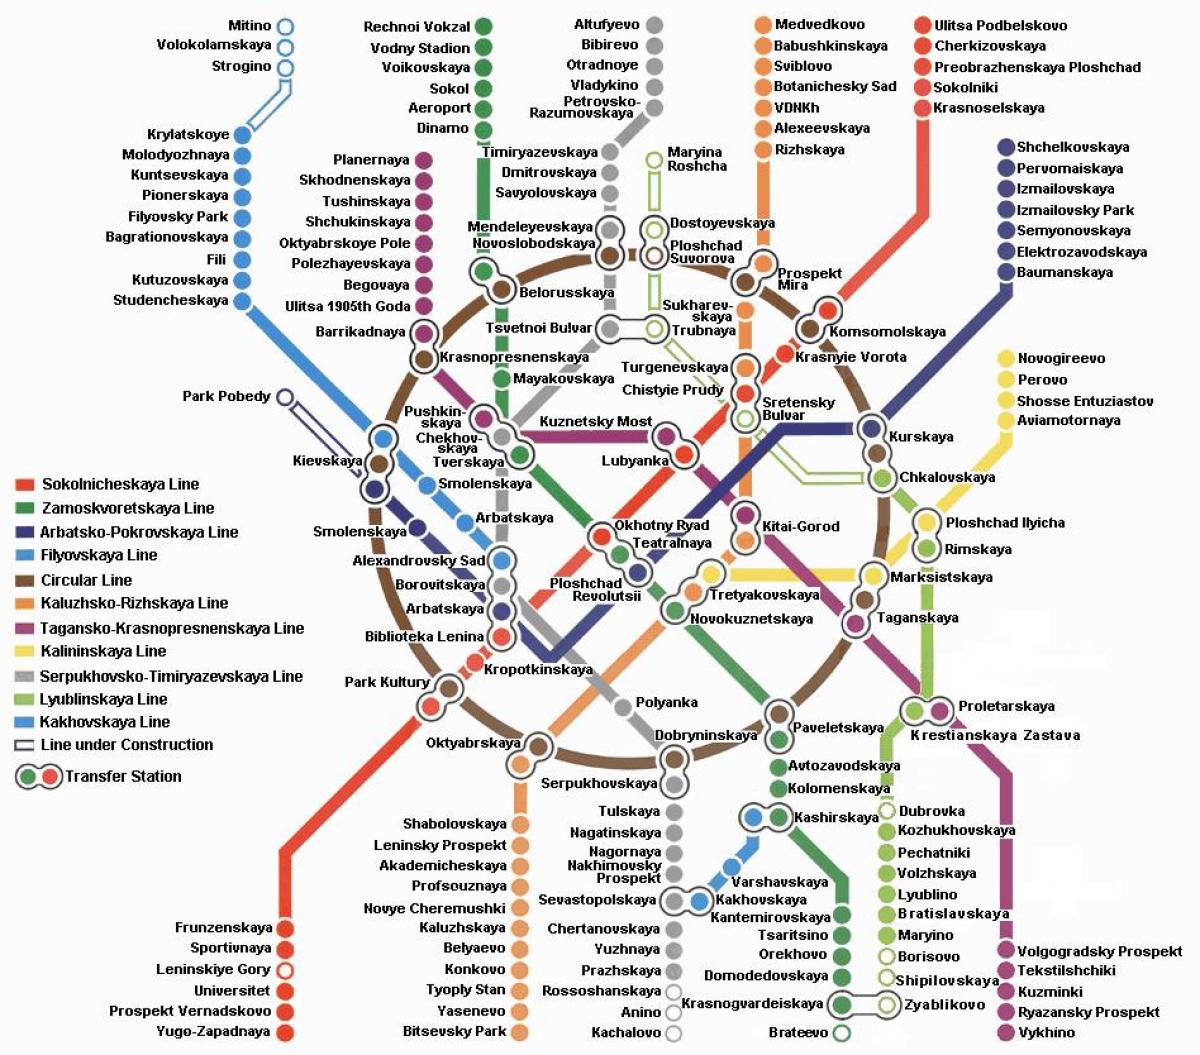 Mitino
Volokolamskaya
Strogino
Krylatskoye
Molodyozhnaya
Kuntsevskaya
Pionerskaya
Filyovsky Park
Bagrationovskaya
Fili
Kutuzovskaya
Studencheskaya
Park Pobedy
Rechnoi Vokzal
Vodny Stadion
Voikovskaya
Sokol
Aeroport
Dinamo
Planernaya
Skhodnenskaya
Tushinskaya
Shchukinskaya
Oktyabrskoye Pole
Polezhayevskaya
Begovaya
Ulitsa 1905th Goda
Barrikadnaya
Krasnopresnenskaya
Belorusskaya
Mayakovskaya
Altufyevo
Bibirevo
Otradnoye
Vladykino
Petrovsko-
Razumovskaya
Timiryazevskaya
Dmitrovskaya
Savyolovskaya
Mendeleyevskaya
Novoslobodskaya
Tsvetnoi Bulvar
Maryina
Roshcha
Dostoyevskaya
Ploshchad
Suvorova
Trubnaya
Medvedkovo
Babushkinskaya
Sviblovo
Botanichesky Sad
VDNKh
Alexeevskaya
Rizhskaya
Prospekt
Mira
Sukharev-
skaya
Turgenevskaya
Chistyie Prudy
Sretensky
Bulvar
Ulitsa Podbelskovo
Cherkizovskaya
Preobrazhenskaya Ploshchad
Sokolniki
Krasnoselskaya
Komsomolskaya
Krasnyie Vorota
Shchelkovskaya
Pervomaiskaya
Izmailovskaya
Izmailovsky Park
Semyonovskaya
Elektrozavodskaya
Baumanskaya
Kurskaya
Chkalovskaya
Novogireevo
Perovo
Shosse Entuziastov
Aviamotornaya
Ploshchad Ilyicha
Rimskaya
Marksistskaya
Taganskaya
Pushkin-
skaya
Chekhov-
skaya
Tverskaya
Kuznetsky Most
Lubyanka
Kitai-Gorod
Okhotny Ryad
Teatralnaya
Ploshchad
Revolutsii
Tretyakovskaya
Novokuznetskaya
Kievskaya
Smolenskaya
Arbatskaya
Smolenskaya
Alexandrovsky Sad
Borovitskaya
Arbatskaya
Biblioteka Lenina
Kropotkinskaya
Park Kultury
Polyanka
Oktyabrskaya
Dobryninskaya
Serpukhovskaya
Paveletskaya
Avtozavodskaya
Kolomenskaya
Kashirskaya
Varshavskaya
Kakhovskaya
Kantemirovskaya
Tsaritsino
Orekhovo
Domodedovskaya
Krasnogvardeiskaya
Brateevo
Proletarskaya
Krestianskaya Zastava
Dubrovka
Kozhukhovskaya
Pechatniki
Volzhskaya
Lyublino
Bratislavskaya
Maryino
Borisovo
Shipilovskaya
Zyablikovo
Volgogradsky Prospekt
Tekstilshchiki
Kuzminki
Ryazansky Prospekt
Vykhino
Tulskaya
Nagatinskaya
Nagornaya
Nakhimovsky
Prospekt
Sevastopolskaya
Chertanovskaya
Yuzhnaya
Prazhskaya
Rossoshanskaya
Anino
Kachalovo
Shabolovskaya
Leninsky Prospekt
Akademicheskaya
Profsouznaya
Novye Cheremushki
Kaluzhskaya
Belyaevo
Konkovo
Tyoply Stan
Yasenevo
Bitsevsky Park
Frunzenskaya
Sportivnaya
Leninskiye Gory
Universitet
Prospekt Vernadskovo
Yugo-Zapadnaya
Sokolnicheskaya Line
Zamoskvoretskaya Line
Arbatsko-Pokrovskaya Line
Filyovskaya Line
Circular Line
Kaluzhsko-Rizhskaya Line
Tagansko-Krasnopresnenskaya Line
Kalininskaya Line
Serpukhovsko-Timiryazevskaya Line
Lyublinskaya Line
Kakhovskaya Line
Line under Construction
Transfer Station